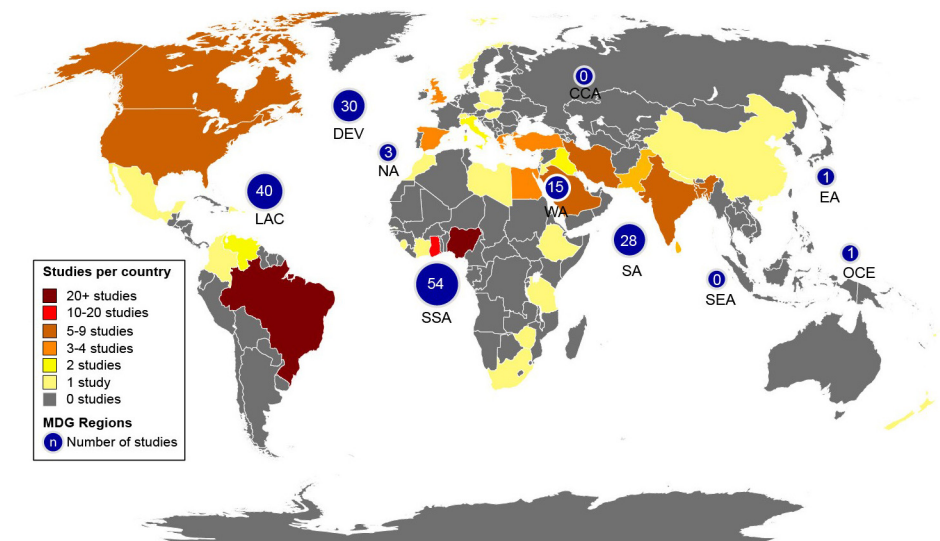 0
CCA
30
DEV
3
NA
40
LAC
15
WA
1
EA
28
SA
1
OCE
0
SEA
54
SSA
Studies per country
20+ studies
10-20 studies
5-9 studies
3-4 studies
2 studies
1 study
0 studies
MDG Regions
n Number of studies